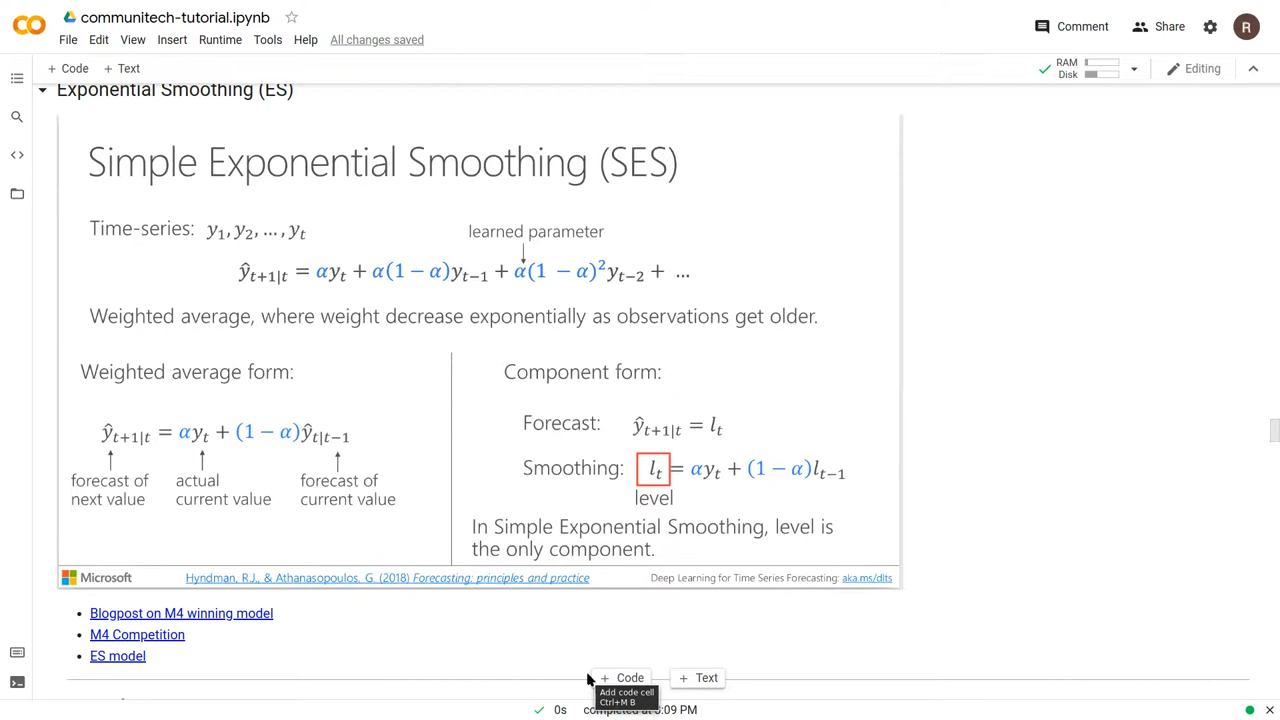 communitech-tutorial.ipynb
File Edit View Insert Runtime Tools Help All changes saved
Comment Share R
+ Code + Text
RAM
Disk
Editing
Exponential Smoothing (ES)
Simple Exponential Smoothing (SES)
Time-series: y₁, y₂, …, yₜ
learned parameter
ŷₜ₊₁|ₜ = αyₜ + α(1 − α)yₜ₋₁ + α(1 − α)²yₜ₋₂ + …
Weighted average, where weight decrease exponentially as observations get older.
Weighted average form:
ŷₜ₊₁|ₜ = αyₜ + (1 − α)ŷₜ|ₜ₋₁
forecast of next value
actual current value
forecast of current value
Component form:
Forecast: ŷₜ₊₁|ₜ = lₜ
Smoothing: lₜ = αyₜ + (1 − α)lₜ₋₁
level
In Simple Exponential Smoothing, level is
the only component.
Microsoft
Hyndman, R.J., & Athanasopoulos, G. (2018) Forecasting: principles and practice
Deep Learning for Time Series Forecasting: aka.ms/dlts
• Blogpost on M4 winning model
• M4 Competition
• ES model
+ Code + Text
Add code cell
Ctrl+M B
0s completed at :09 PM